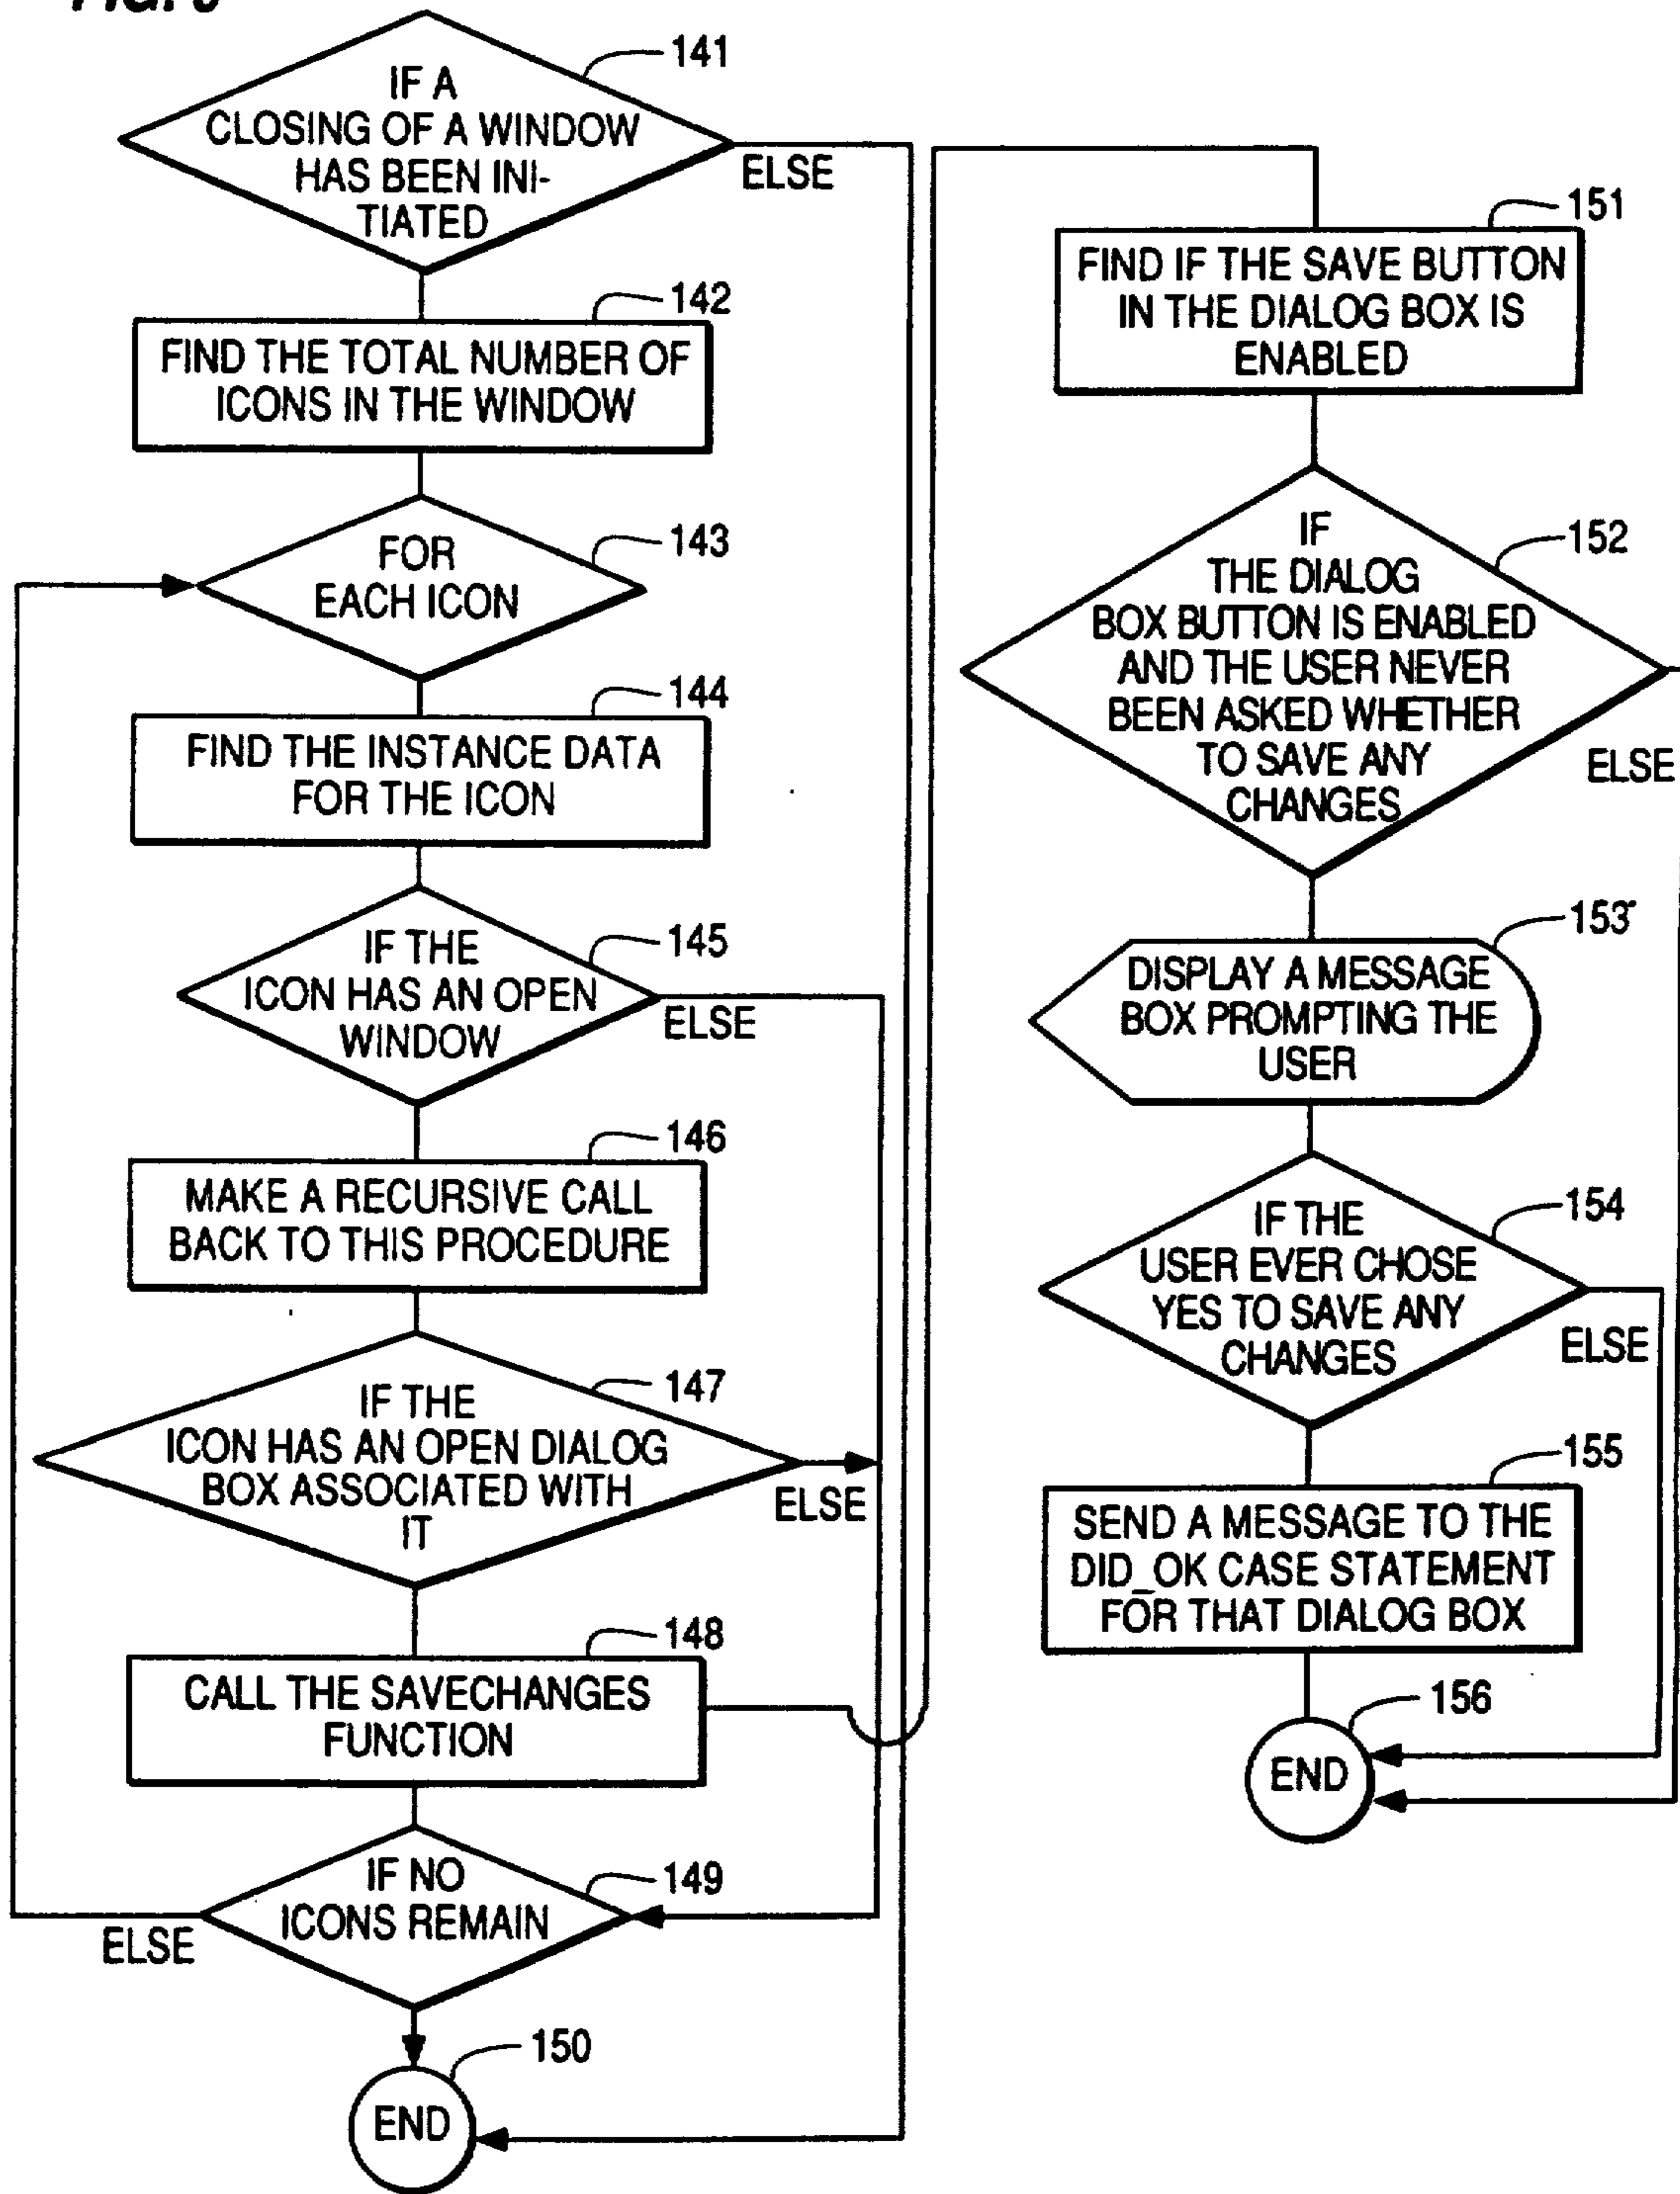 141
IF A
CLOSING OF A WINDOW
HAS BEEN INI-
TIATED
ELSE
142
FIND THE TOTAL NUMBER OF
ICONS IN THE WINDOW
FOR
EACH ICON
143
144
FIND THE INSTANCE DATA
FOR THE ICON
145
IF THE
ICON HAS AN OPEN
WINDOW
ELSE
146
MAKE A RECURSIVE CALL
BACK TO THIS PROCEDURE
147
IF THE
ICON HAS AN OPEN DIALOG
BOX ASSOCIATED WITH
IT
ELSE
148
CALL THE SAVECHANGES
FUNCTION
149
IF NO
ICONS REMAIN
ELSE
150
END
151
FIND IF THE SAVE BUTTON
IN THE DIALOG BOX IS
ENABLED
152
IF
THE DIALOG
BOX BUTTON IS ENABLED
AND THE USER NEVER
BEEN ASKED WHETHER
TO SAVE ANY
CHANGES
ELSE
153
DISPLAY A MESSAGE
BOX PROMPTING THE
USER
154
IF THE
USER EVER CHOSE
YES TO SAVE ANY
CHANGES
ELSE
155
SEND A MESSAGE TO THE
DID_OK CASE STATEMENT
FOR THAT DIALOG BOX
156
END